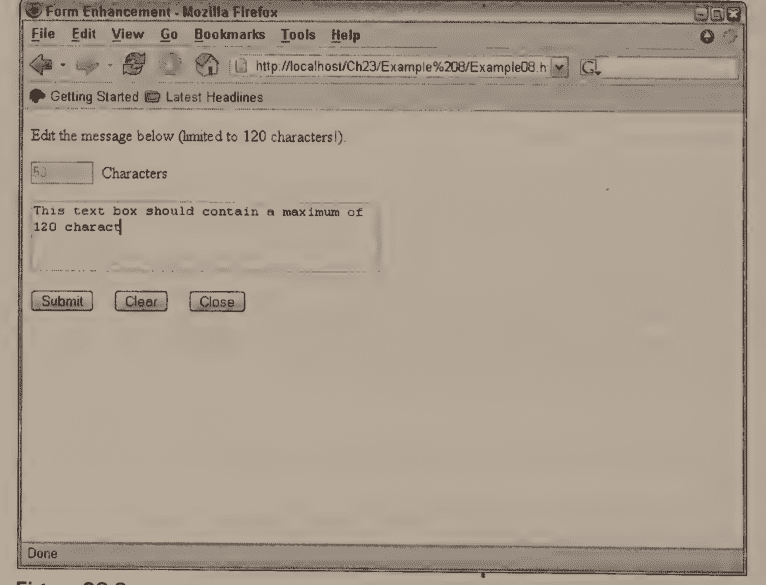 Form Enhancement - Mozilla Firefox
File Edit View Go Bookmarks Tools Help
http://localhost/Ch23/Example%208/Example08.h
G
Getting Started Latest Headlines
Edit the message below (limited to 120 characters!).
Characters
This text box should contain a maximum of
120 charact
Submit Clear Close
Done